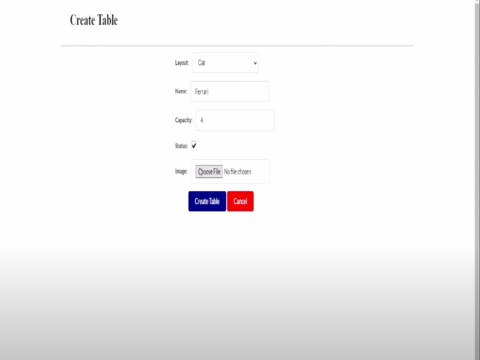 Create Table
Layout: Car
Name: Ferrari
Capacity: 4
Status:
Image: Choose File No file chosen
Create Table Cancel